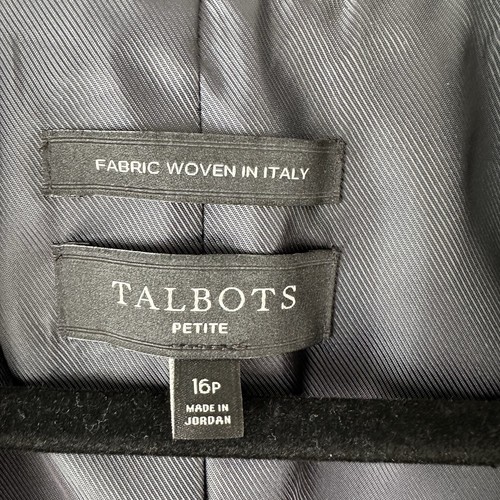 FABRIC WOVEN IN ITALY
TALBOTS
PETITE
16P
MADE IN
JORDAN